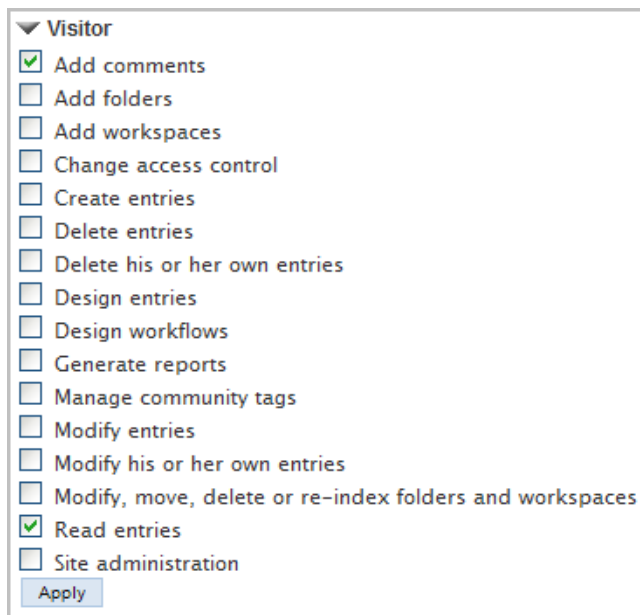 Visitor
Add comments
Add folders
Add workspaces
Change access control
Create entries
Delete entries
Delete his or her own entries
Design entries
Design workflows
Generate reports
Manage community tags
Modify entries
Modify his or her own entries
Modify, move, delete or re-index folders and workspaces
Read entries
Site administration
Apply